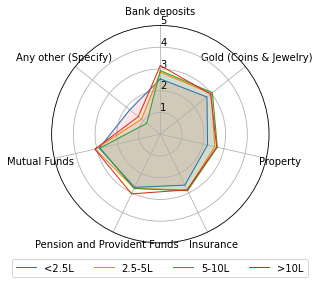 Bank deposits
5
4
3
2
1
Any other (Specify)
Gold (Coins & Jewelry)
Mutual Funds
Property
Pension and Provident Funds
Insurance
<2.5L
2.5-5L
5-10L
>10L